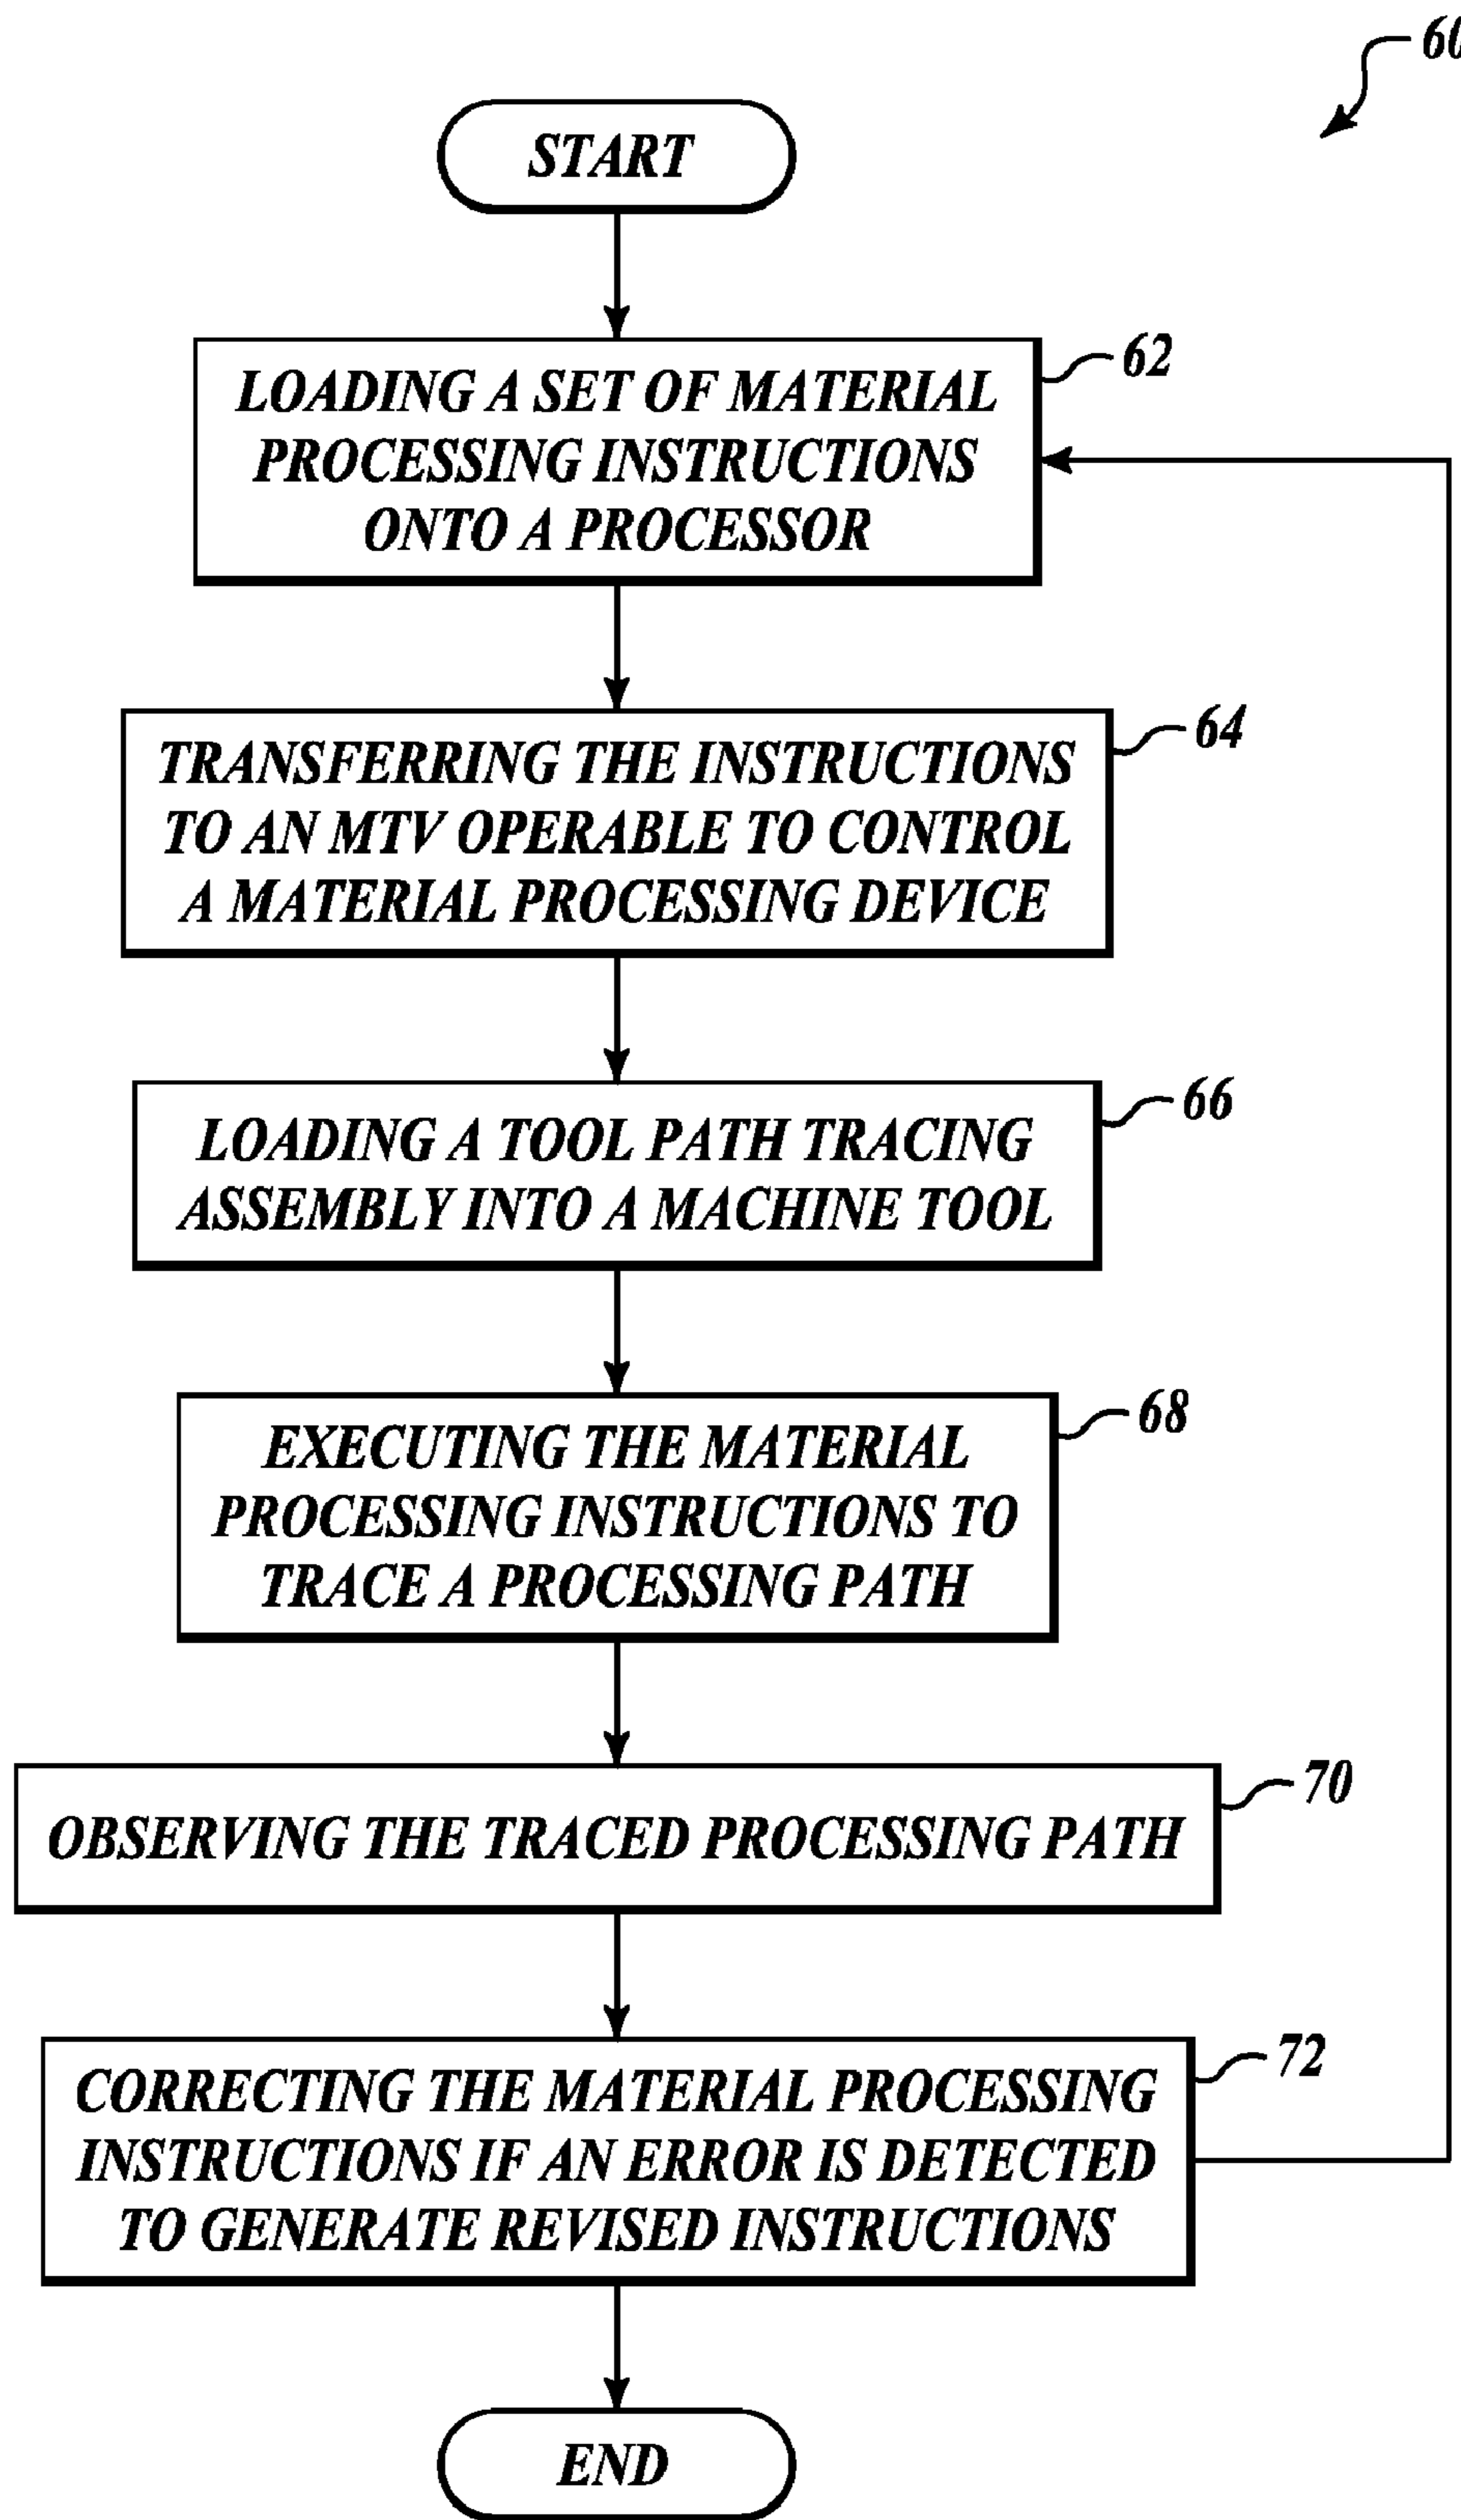 60
START
62
LOADING A SET OF MATERIAL
PROCESSING INSTRUCTIONS
ONTO A PROCESSOR
64
TRANSFERRING THE INSTRUCTIONS
TO AN MTV OPERABLE TO CONTROL
A MATERIAL PROCESSING DEVICE
66
LOADING A TOOL PATH TRACING
ASSEMBLY INTO A MACHINE TOOL
68
EXECUTING THE MATERIAL
PROCESSING INSTRUCTIONS TO
TRACE A PROCESSING PATH
70
OBSERVING THE TRACED PROCESSING PATH
72
CORRECTING THE MATERIAL PROCESSING
INSTRUCTIONS IF AN ERROR IS DETECTED
TO GENERATE REVISED INSTRUCTIONS
END